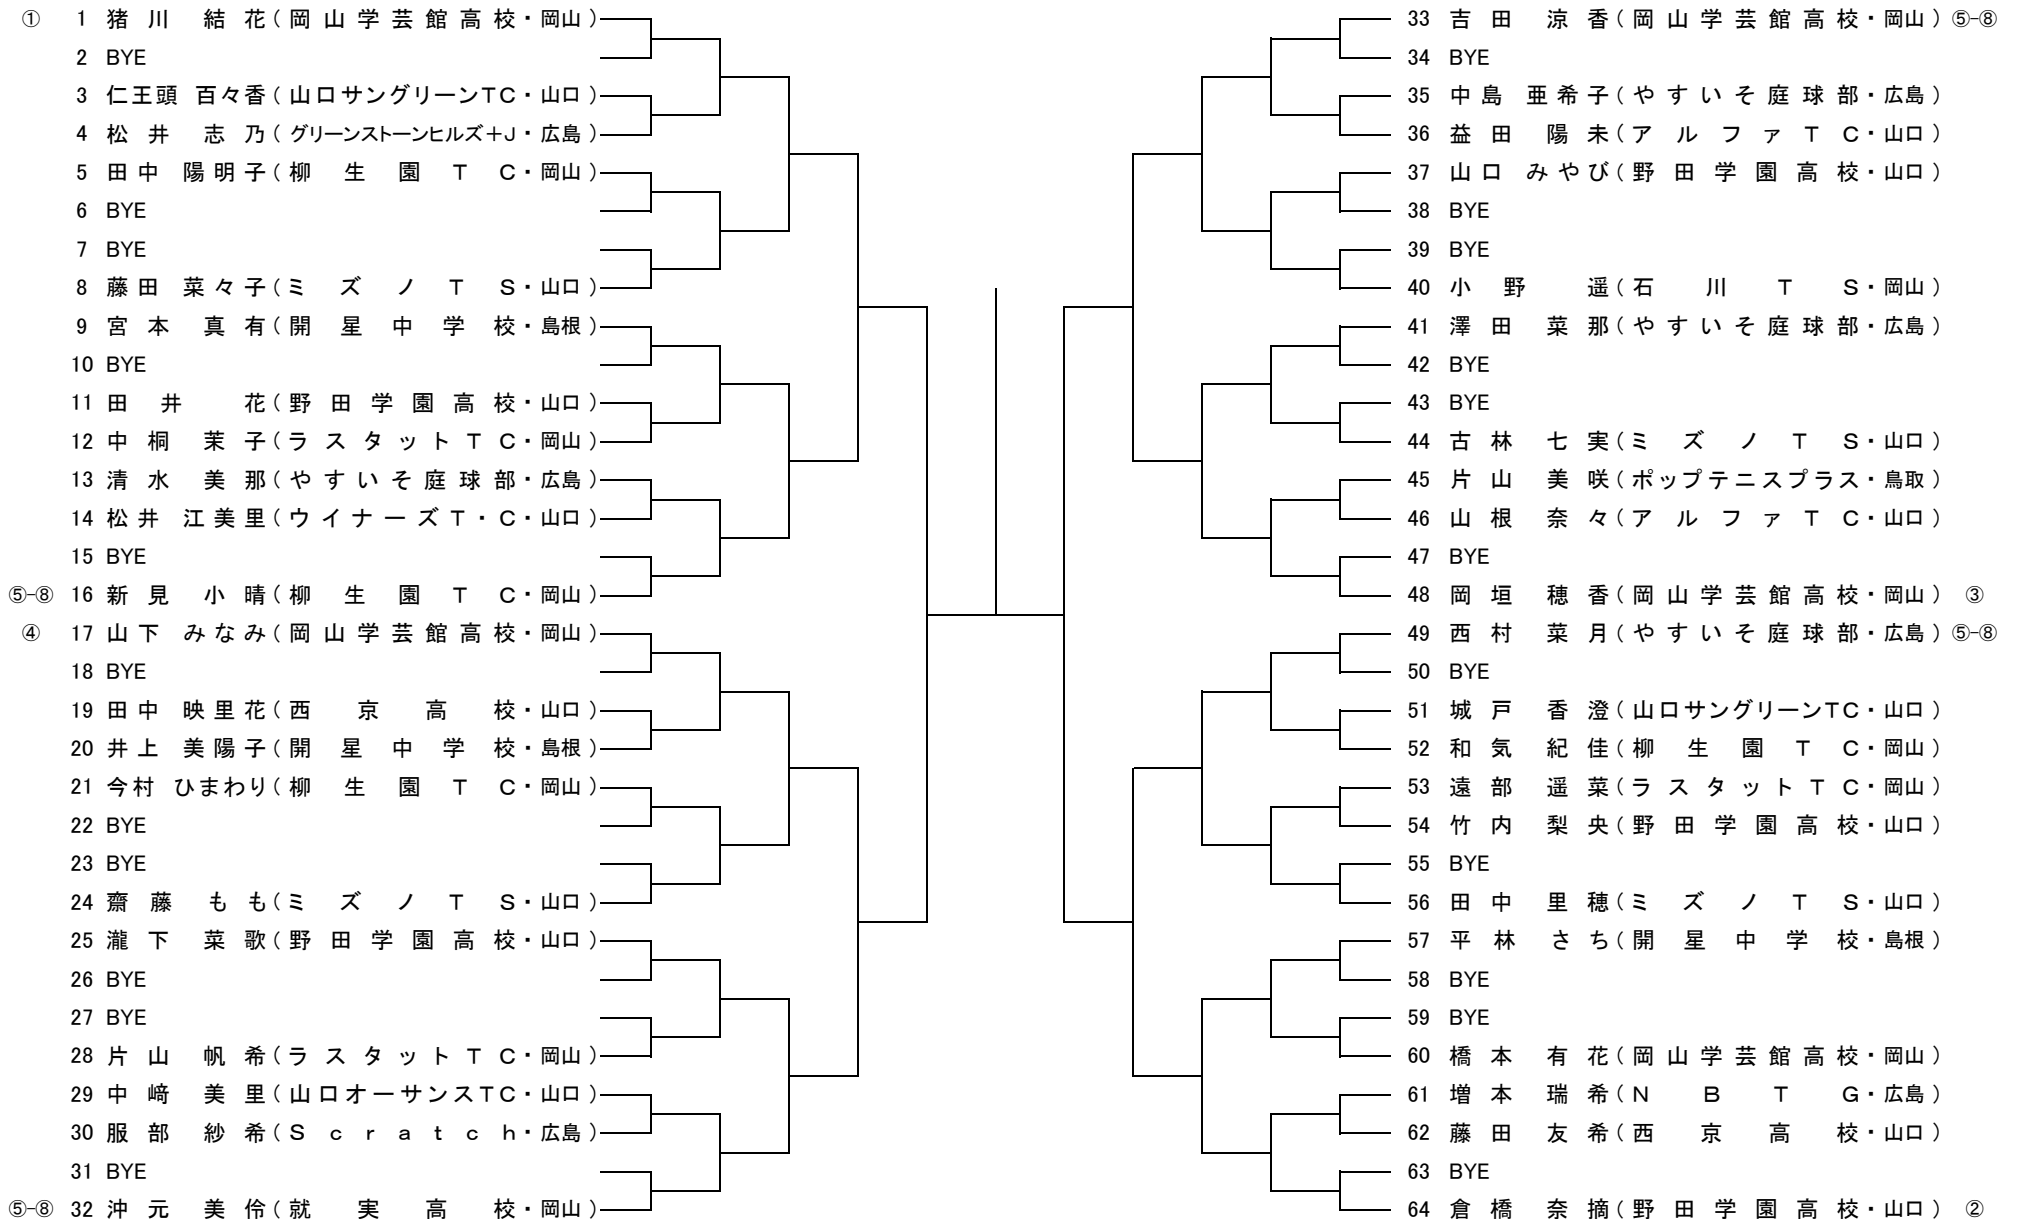 ① 1 猪川 結花(岡山学芸館高校・岡山)
2 BYE
3 仁王頭 百々香(山口サングリーンTC・山口)
4 松井 志乃(グリーンストーンヒルズ+J・広島)
5 田中 陽明子(柳生園TC・岡山)
6 BYE
7 BYE
8 藤田 菜々子(ミズノTS・山口)
9 宮本 真有(開星中学校・島根)
10 BYE
11 田井 花(野田学園高校・山口)
12 中桐 茉子(ラスタットTC・岡山)
13 清水 美那(やすいそ庭球部・広島)
14 松井 江美里(ウイナーズT・C・山口)
15 BYE
⑤-⑧ 16 新見 小晴(柳生園TC・岡山)
④ 17 山下 みなみ(岡山学芸館高校・岡山)
18 BYE
19 田中 映里花(西京高校・山口)
20 井上 美陽子(開星中学校・島根)
21 今村 ひまわり(柳生園TC・岡山)
22 BYE
23 BYE
24 齋藤 もも(ミズノTS・山口)
25 瀧下 菜歌(野田学園高校・山口)
26 BYE
27 BYE
28 片山 帆希(ラスタットTC・岡山)
29 中﨑 美里(山口オーサンスTC・山口)
30 服部 紗希(Scratch・広島)
31 BYE
⑤-⑧ 32 沖元 美伶(就実高校・岡山)
33 吉田 涼香(岡山学芸館高校・岡山) ⑤-⑧
34 BYE
35 中島 亜希子(やすいそ庭球部・広島)
36 益田 陽未(アルファTC・山口)
37 山口 みやび(野田学園高校・山口)
38 BYE
39 BYE
40 小野 遥(石川TS・岡山)
41 澤田 菜那(やすいそ庭球部・広島)
42 BYE
43 BYE
44 古林 七実(ミズノTS・山口)
45 片山 美咲(ポップテニスプラス・鳥取)
46 山根 奈々(アルファTC・山口)
47 BYE
48 岡垣 穂香(岡山学芸館高校・岡山) ③
49 西村 菜月(やすいそ庭球部・広島) ⑤-⑧
50 BYE
51 城戸 香澄(山口サングリーンTC・山口)
52 和気 紀佳(柳生園TC・岡山)
53 遠部 遥菜(ラスタットTC・岡山)
54 竹内 梨央(野田学園高校・山口)
55 BYE
56 田中 里穂(ミズノTS・山口)
57 平林 さち(開星中学校・島根)
58 BYE
59 BYE
60 橋本 有花(岡山学芸館高校・岡山)
61 増本 瑞希(NBTG・広島)
62 藤田 友希(西京高校・山口)
63 BYE
64 倉橋 奈摘(野田学園高校・山口) ②